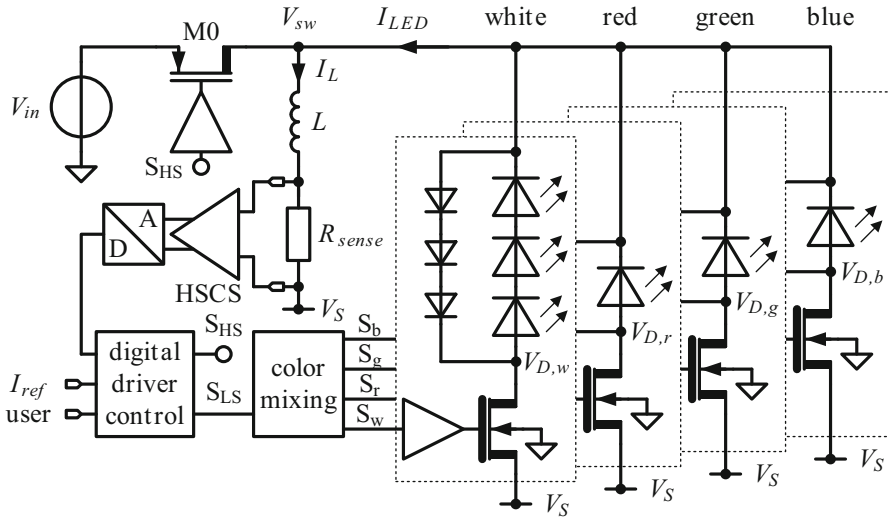 M0
V_sw
I_LED
white
red
green
blue
V_in
I_L
L
S_HS
A
D
HSCS
R_sense
V_S
V_D,b
V_D,g
V_D,r
V_D,w
S_HS
digital
driver
control
S_LS
color
mixing
S_b
S_g
S_r
S_w
I_ref
user
V_S
V_S
V_S
V_S